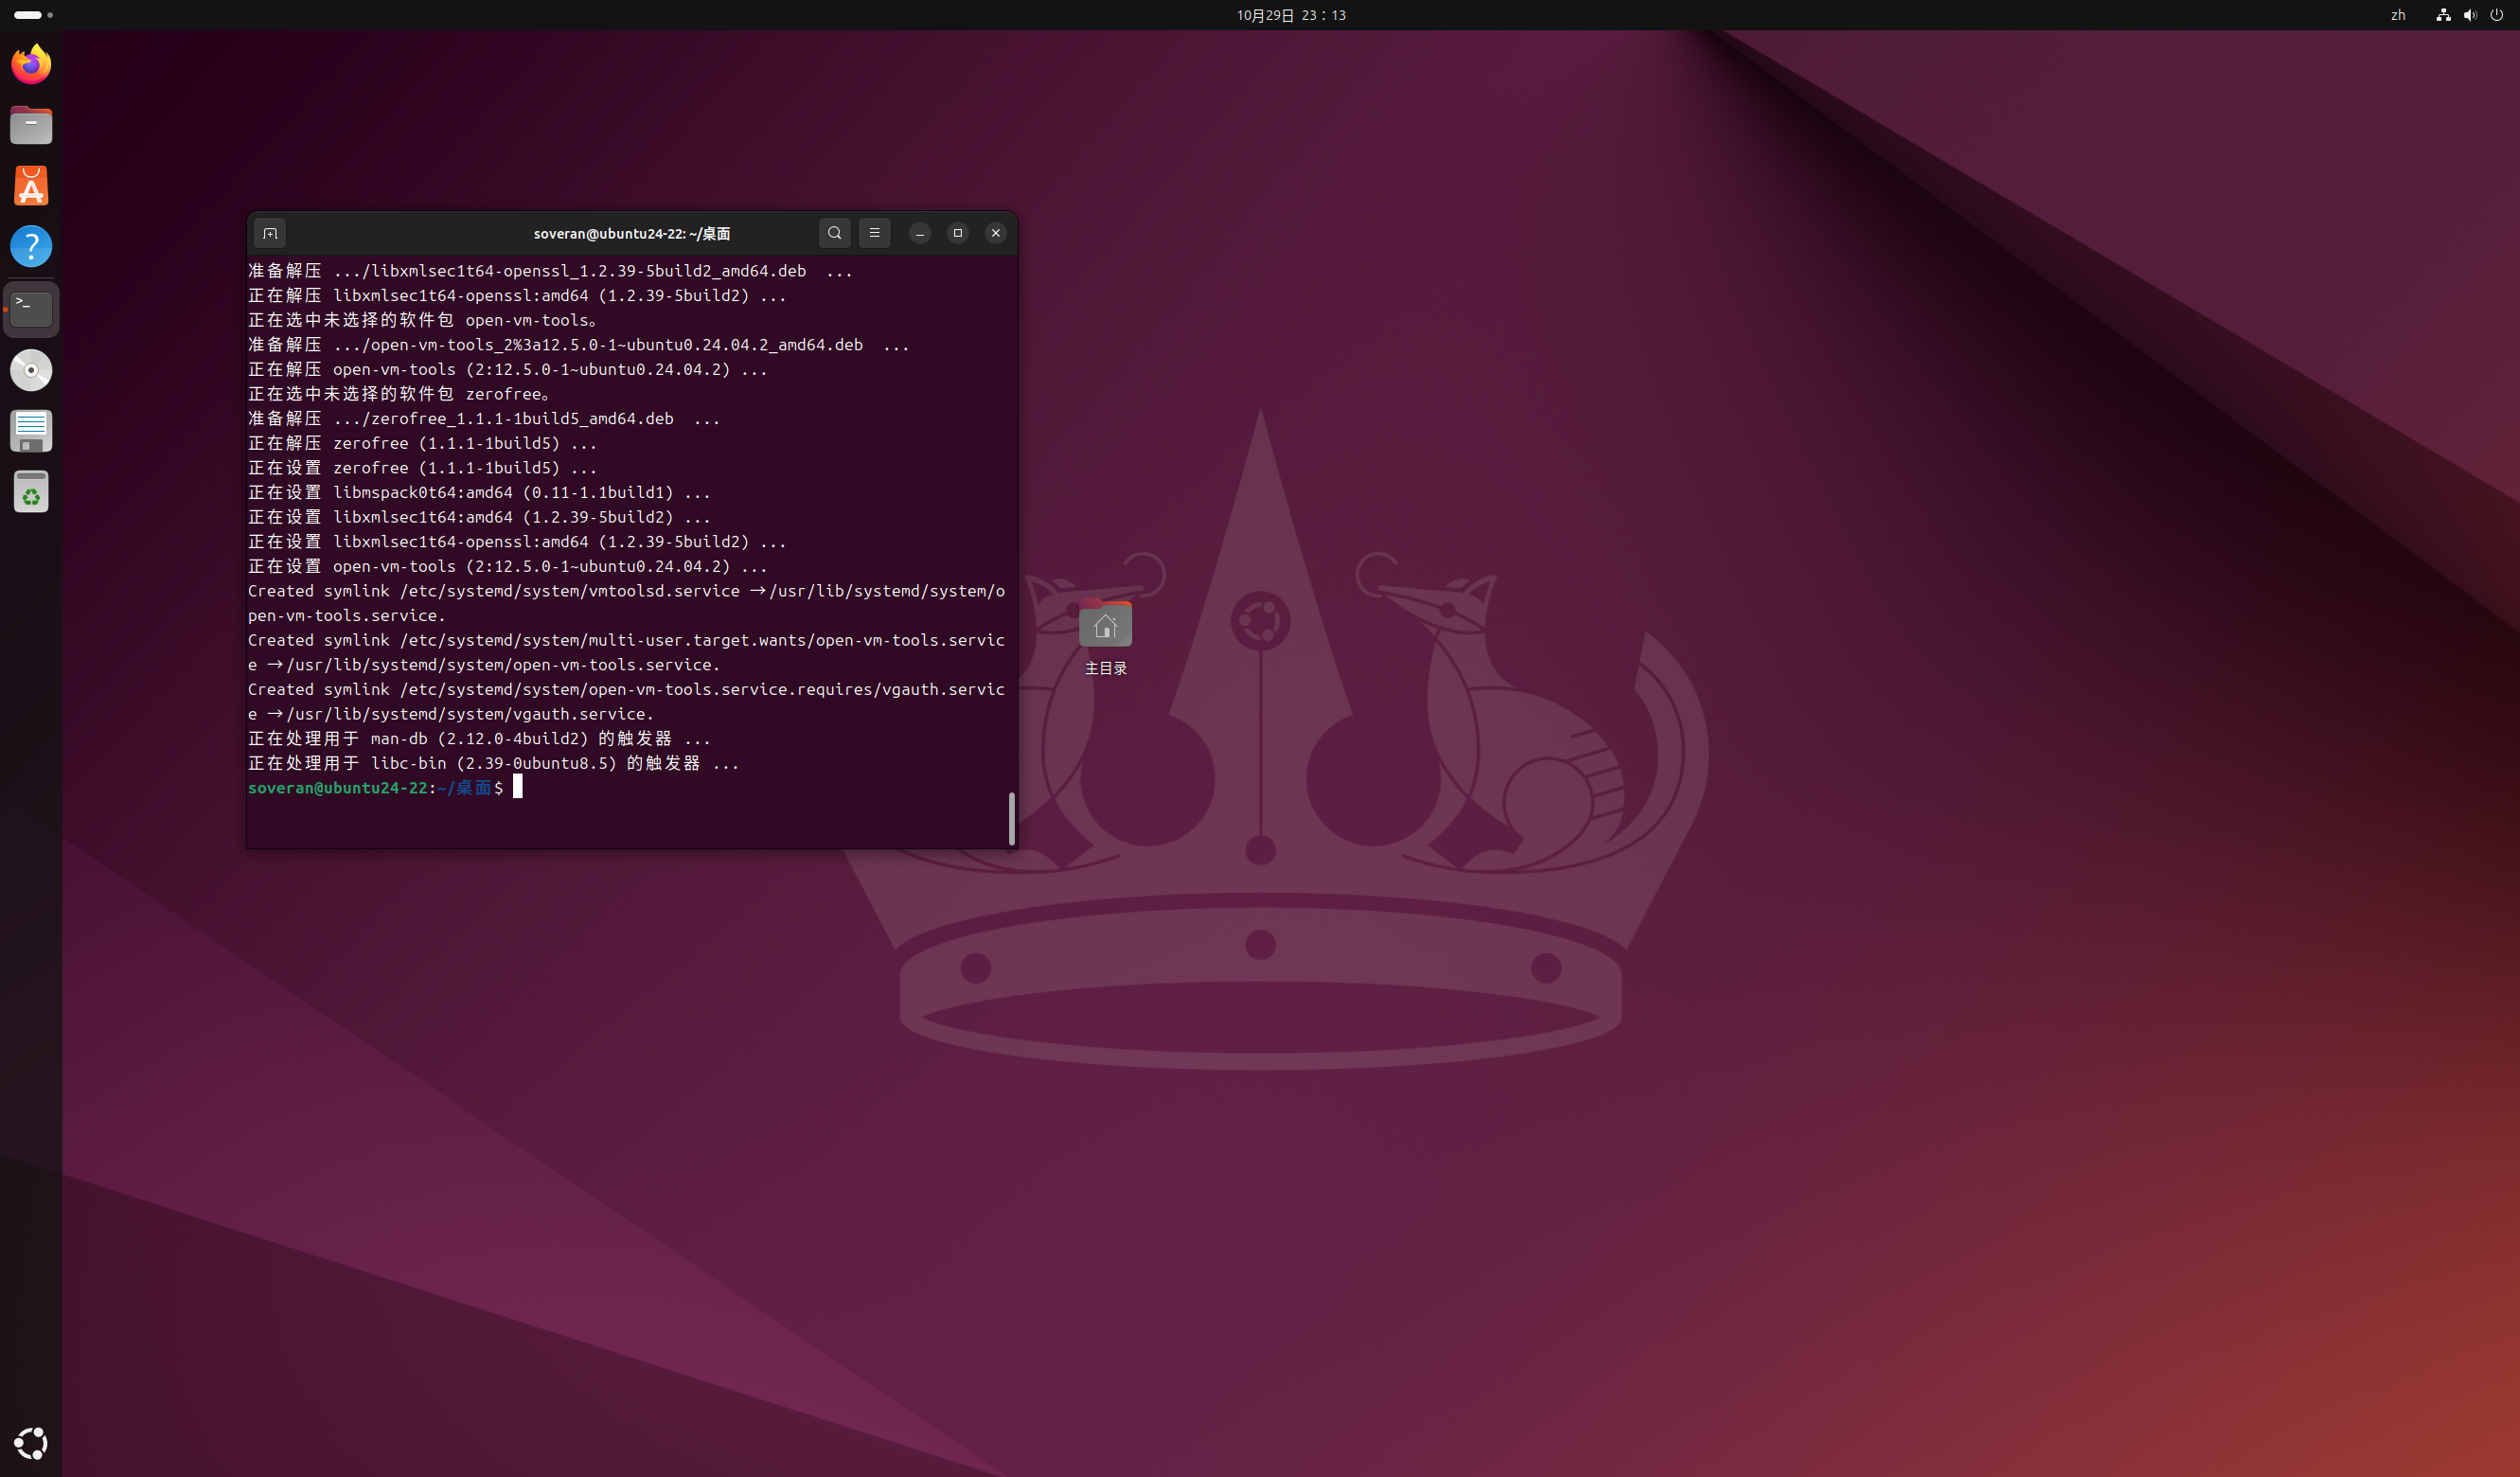 10月29日 23：13
zh
soveran@ubuntu24-22: ~/桌面
准备解压 .../libxmlsec1t64-openssl_1.2.39-5build2_amd64.deb ...
正在解压 libxmlsec1t64-openssl:amd64 (1.2.39-5build2) ...
正在选中未选择的软件包 open-vm-tools。
准备解压 .../open-vm-tools_2%3a12.5.0-1~ubuntu0.24.04.2_amd64.deb ...
正在解压 open-vm-tools (2:12.5.0-1~ubuntu0.24.04.2) ...
正在选中未选择的软件包 zerofree。
准备解压 .../zerofree_1.1.1-1build5_amd64.deb ...
正在解压 zerofree (1.1.1-1build5) ...
正在设置 zerofree (1.1.1-1build5) ...
正在设置 libmspack0t64:amd64 (0.11-1.1build1) ...
正在设置 libxmlsec1t64:amd64 (1.2.39-5build2) ...
正在设置 libxmlsec1t64-openssl:amd64 (1.2.39-5build2) ...
正在设置 open-vm-tools (2:12.5.0-1~ubuntu0.24.04.2) ...
Created symlink /etc/systemd/system/vmtoolsd.service → /usr/lib/systemd/system/o
pen-vm-tools.service.
Created symlink /etc/systemd/system/multi-user.target.wants/open-vm-tools.servic
e → /usr/lib/systemd/system/open-vm-tools.service.
Created symlink /etc/systemd/system/open-vm-tools.service.requires/vgauth.servic
e → /usr/lib/systemd/system/vgauth.service.
正在处理用于 man-db (2.12.0-4build2) 的触发器 ...
正在处理用于 libc-bin (2.39-0ubuntu8.5) 的触发器 ...
soveran@ubuntu24-22:~/桌面$
主目录